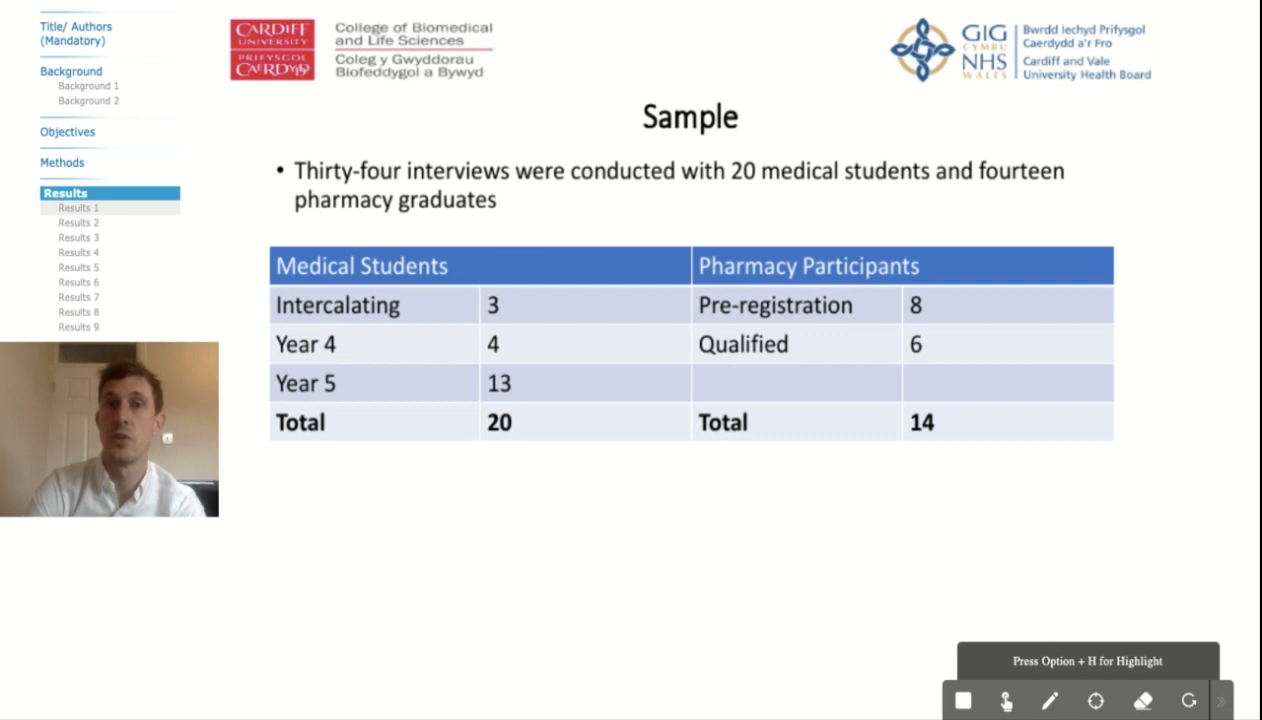 Title/ Authors
(Mandatory)
Background
Background 1
Background 2
Objectives
Methods
Results
Results 1
Results 2
Results 3
Results 4
Results 5
Results 6
Results 7
Results 8
Results 9
CARDIFF
UNIVERSITY
PRIFYSGOL
CAERDYDD
College of Biomedical
and Life Sciences
Coleg y Gwyddorau
Biofeddygol a Bywyd
GIG
CYMRU
NHS
WALES
Bwrdd Iechyd Prifysgol
Caerdydd a'r Fro
Cardiff and Vale
University Health Board
Sample
• Thirty-four interviews were conducted with 20 medical students and fourteen
pharmacy graduates
Medical Students Pharmacy Participants
Intercalating 3 Pre-registration 8
Year 4 4 Qualified 6
Year 5 13
Total 20 Total 14
Press Option + H for Highlight